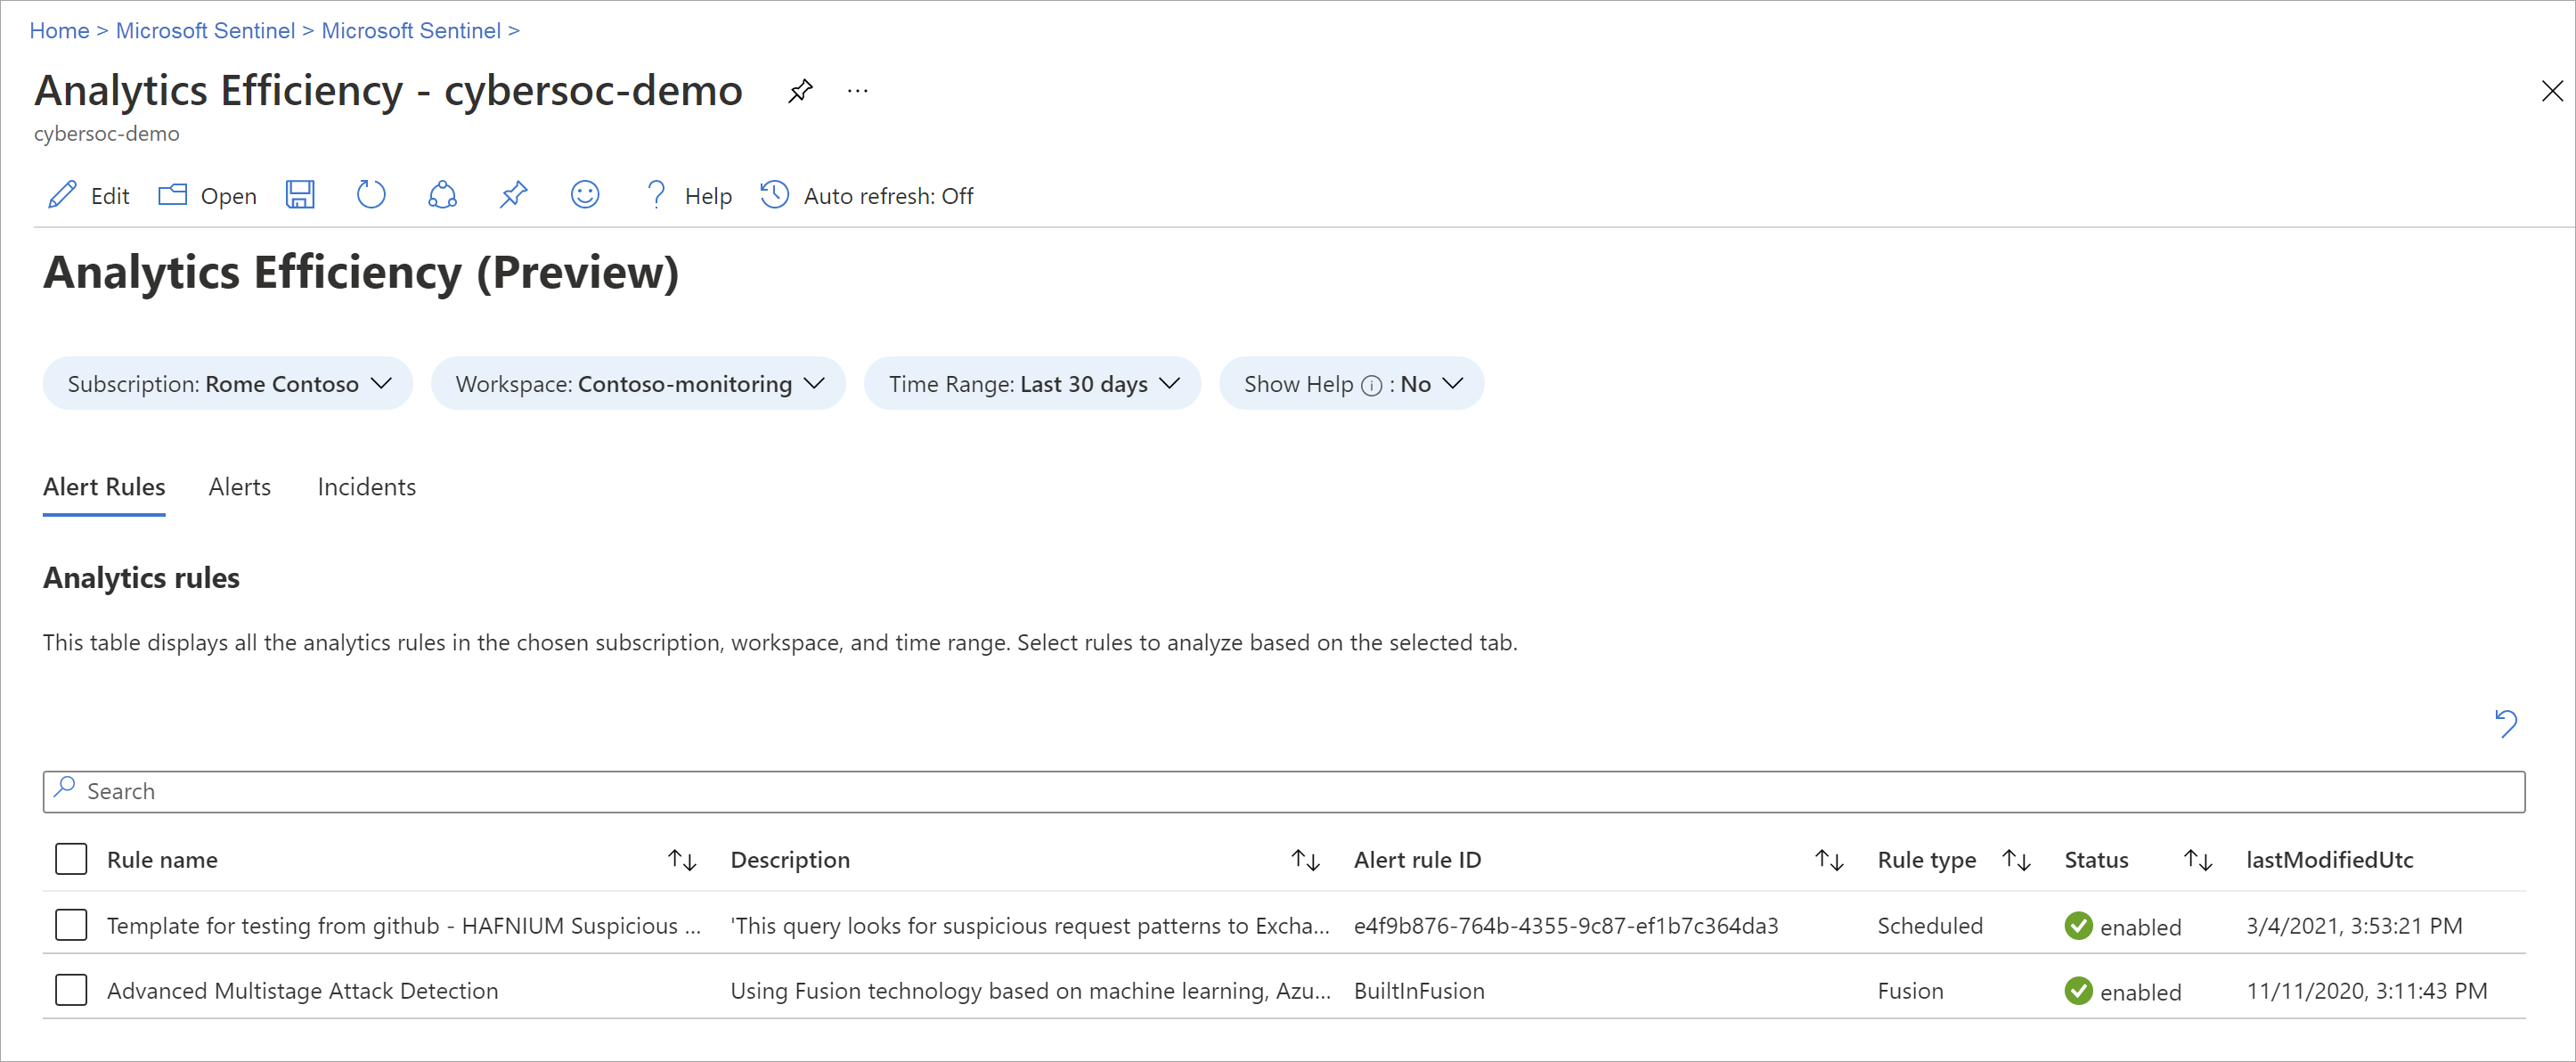 Home > Microsoft Sentinel > Microsoft Sentinel >
Analytics Efficiency - cybersoc-demo ...
cybersoc-demo
Edit Open Help Auto refresh: Off
Analytics Efficiency (Preview)
Subscription: Rome Contoso Workspace: Contoso-monitoring Time Range: Last 30 days Show Help : No
Alert Rules Alerts Incidents
Analytics rules
This table displays all the analytics rules in the chosen subscription, workspace, and time range. Select rules to analyze based on the selected tab.
Search
Rule name Description Alert rule ID Rule type Status lastModifiedUtc
Template for testing from github - HAFNIUM Suspicious ... 'This query looks for suspicious request patterns to Excha... e4f9b876-764b-4355-9c87-ef1b7c364da3 Scheduled enabled 3/4/2021, 3:53:21 PM
Advanced Multistage Attack Detection Using Fusion technology based on machine learning, Azu... BuiltInFusion Fusion enabled 11/11/2020, 3:11:43 PM